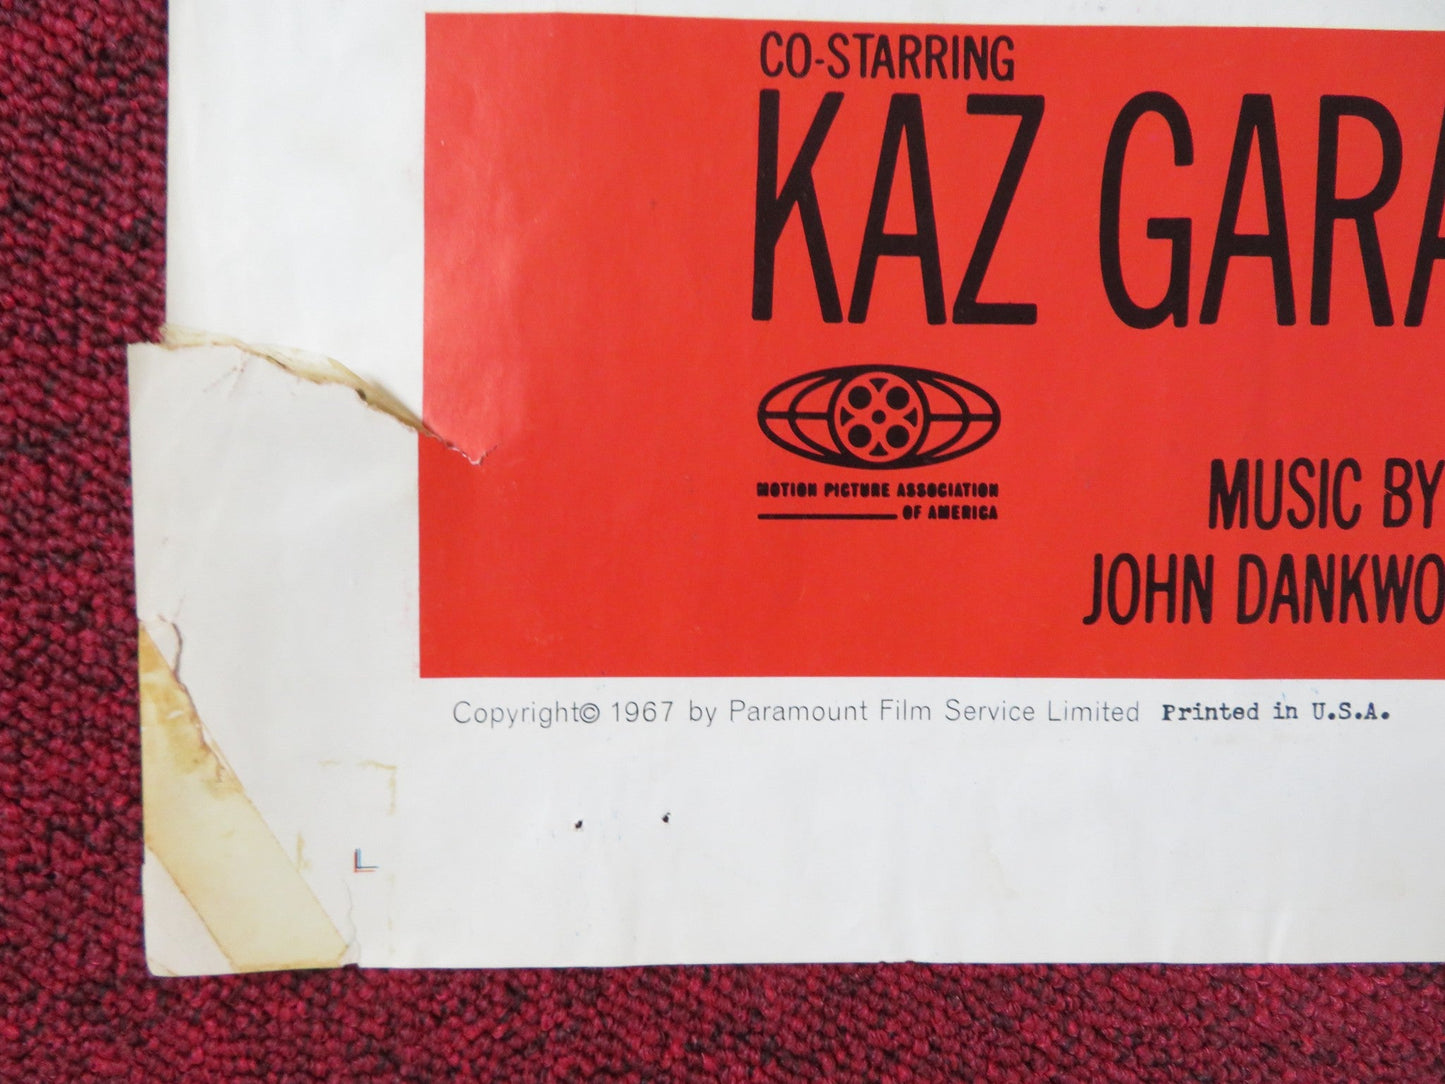 CO-STARRING
KAZ GARA
MOTION PICTURE ASSOCIATION
OF AMERICA
MUSIC BY
JOHN DANKWO
Copyright© 1967 by Paramount Film Service Limited Printed in U.S.A.